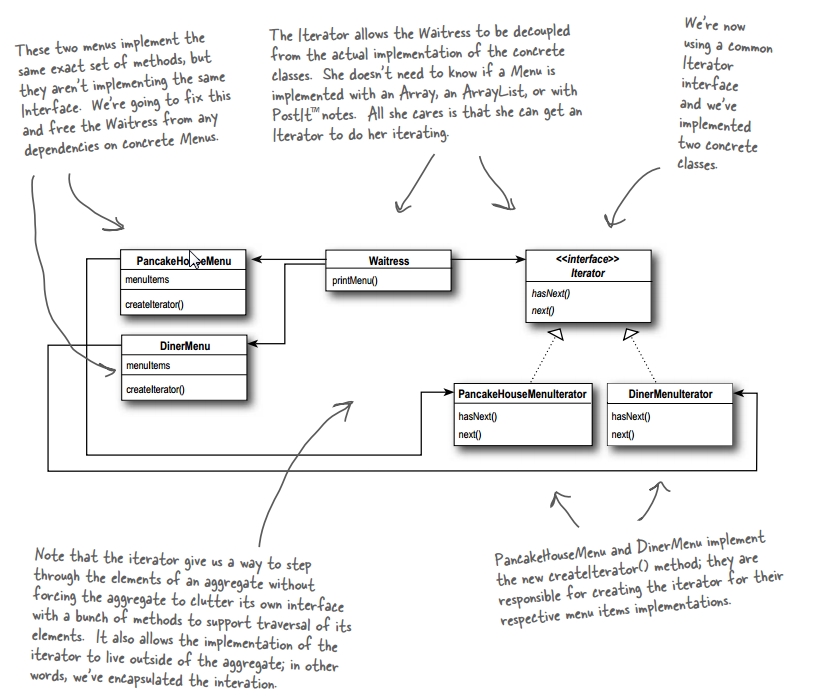 These two menus implement the
same exact set of methods, but
they aren't implementing the same
Interface. We're going to fix this
and free the Waitress from any
dependencies on concrete Menus.
The Iterator allows the Waitress to be decoupled
from the actual implementation of the concrete
classes. She doesn't need to know if a Menu is
implemented with an Array, an ArrayList, or with
PostIt™ notes. All she cares is that she can get an
Iterator to do her iterating.
We're now
using a common
Iterator
interface
and we've
implemented
two concrete
classes.
PancakeHouseMenu
menuItems
createIterator()
Waitress
printMenu()
<<interface>>
Iterator
hasNext()
next()
DinerMenu
menuItems
createIterator()
PancakeHouseMenuIterator
hasNext()
next()
DinerMenuIterator
hasNext()
next()
Note that the iterator give us a way to step
through the elements of an aggregate without
forcing the aggregate to clutter its own interface
with a bunch of methods to support traversal of its
elements. It also allows the implementation of the
iterator to live outside of the aggregate; in other
words, we've encapsulated the interation.
PancakeHouseMenu and DinerMenu implement
the new createIterator() method; they are
responsible for creating the iterator for their
respective menu items implementations.